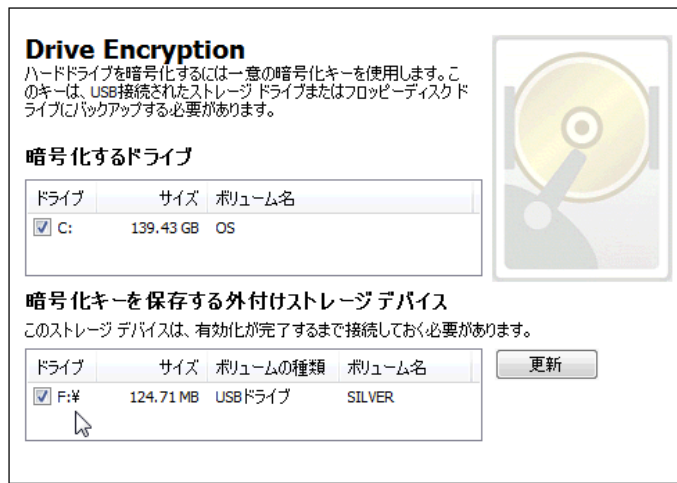 Drive Encryption
ハードドライブを暗号化するには一意の暗号化キーを使用します。こ
のキーは、USB接続されたストレージ ドライブまたはフロッピーディスク ド
ライブにバックアップする必要が あります。
暗号化するドライブ
ドライブ サイズ ボリューム名
C: 139.43 GB OS
暗号化キーを保存する外付けストレージ デバイス
このストレージ デバイスは、有効化が完了するまで接続しておく必要があります。
ドライブ サイズ ボリュームの種類 ボリューム名
更新
F:¥ 124.71 MB USBドライブ SILVER